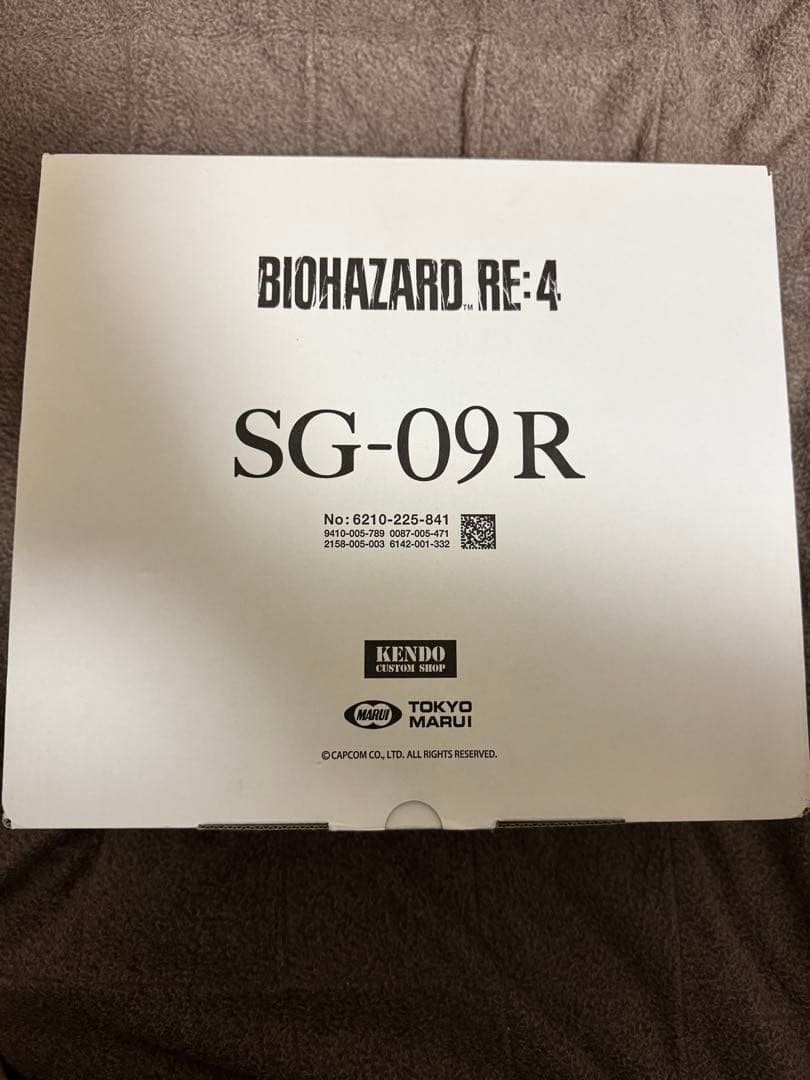 BIOHAZARD™ RE:4
SG-09 R
No: 6210-225-841
9410-005-789 0087-005-471
2158-005-003 6142-001-332
KENDO
CUSTOM SHOP
MARUI
TOKYO
MARUI
© CAPCOM CO., LTD. ALL RIGHTS RESERVED.